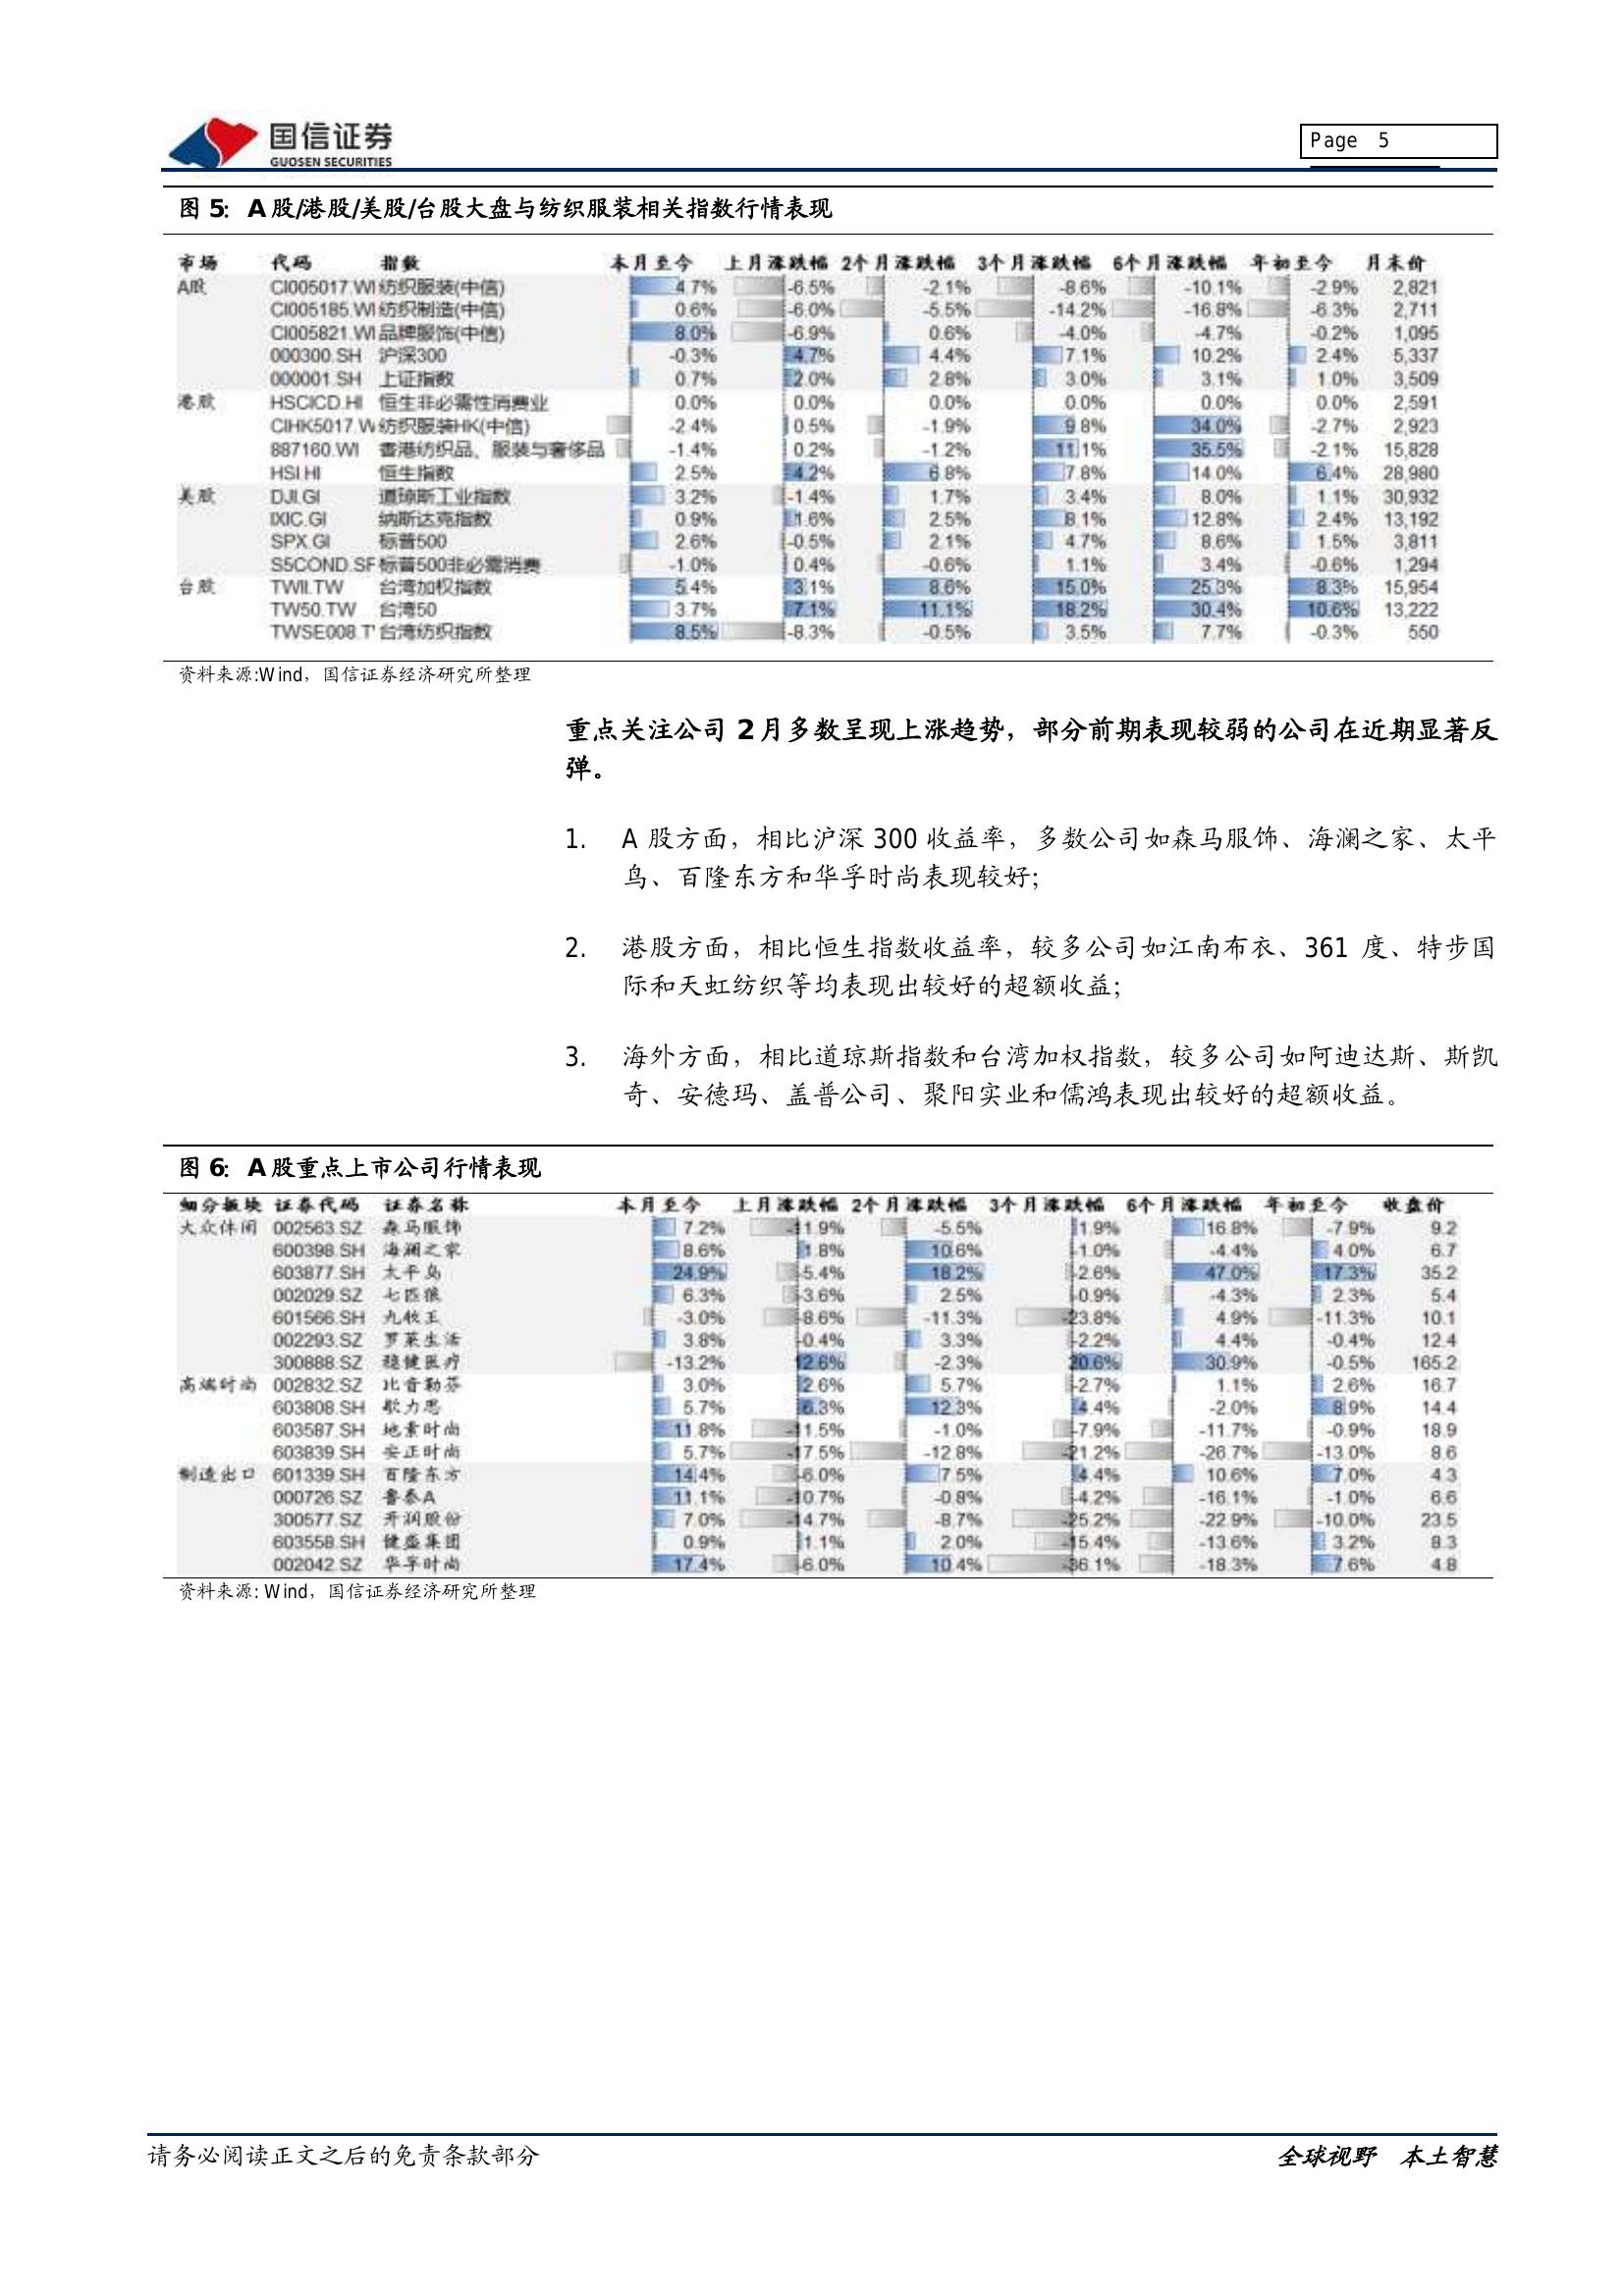 国信证券
GUOSEN SECURITIES
Page 5
图 5: A 股/港股/美股/台股大盘与纺织服装相关指数行情表现
市场 代码 指数 本月至今 上月涨跌幅 2个月涨跌幅 3个月涨跌幅 6个月涨跌幅 年初至今 月末价
A股 CI005017.WI 纺织服装(中信) 4.7% -6.5% -2.1% -8.6% -10.1% -2.9% 2,821
CI005185.WI 纺织制造(中信) 0.6% -6.0% -5.5% -14.2% -16.8% -6.3% 2,711
CI005821.WI 品牌服饰(中信) 8.0% -6.9% 0.6% -4.0% -4.7% -0.2% 1,095
000300.SH 沪深300 -0.3% 4.7% 4.4% 7.1% 10.2% 2.4% 5,337
000001.SH 上证指数 0.7% 2.0% 2.8% 3.0% 3.1% 1.0% 3,509
港股 HSCICD.HI 恒生非必需性消费业 0.0% 0.0% 0.0% 0.0% 0.0% 0.0% 2,591
CIHK5017.W 纺织服装HK(中信) -2.4% 0.5% -1.9% 9.8% 34.0% -2.7% 2,923
887160.WI 香港纺织品、服装与奢侈品 -1.4% 0.2% -1.2% 11.1% 35.5% -2.1% 15,828
HSI.HI 恒生指数 2.5% 4.2% 6.8% 7.8% 14.0% 6.4% 28,980
美股 DJI.GI 道琼斯工业指数 3.2% -1.4% 1.7% 3.4% 8.0% 1.1% 30,932
IXIC.GI 纳斯达克指数 0.9% 1.6% 2.5% 8.1% 12.8% 2.4% 13,192
SPX.GI 标普500 2.6% -0.5% 2.1% 4.7% 8.6% 1.5% 3,811
S5COND.SF 标普500非必需消费 -1.0% 0.4% -0.6% 1.1% 3.4% -0.6% 1,294
台股 TWII.TW 台湾加权指数 5.4% 3.1% 8.6% 15.0% 25.3% 8.3% 15,954
TW50.TW 台湾50 3.7% 7.1% 11.1% 18.2% 30.4% 10.6% 13,222
TWSE008.T' 台湾纺织指数 8.5% -8.3% -0.5% 3.5% 7.7% -0.3% 550
资料来源:Wind，国信证券经济研究所整理
重点关注公司 2 月多数呈现上涨趋势，部分前期表现较弱的公司在近期显著反
弹。
1. A 股方面，相比沪深 300 收益率，多数公司如森马服饰、海澜之家、太平
鸟、百隆东方和华孚时尚表现较好；
2. 港股方面，相比恒生指数收益率，较多公司如江南布衣、361 度、特步国
际和天虹纺织等均表现出较好的超额收益；
3. 海外方面，相比道琼斯指数和台湾加权指数，较多公司如阿迪达斯、斯凯
奇、安德玛、盖普公司、聚阳实业和儒鸿表现出较好的超额收益。
图 6: A 股重点上市公司行情表现
细分板块 证券代码 证券名称 本月至今 上月涨跌幅 2个月涨跌幅 3个月涨跌幅 6个月涨跌幅 年初至今 收盘价
大众休闲 002563.SZ 森马服饰 7.2% -11.9% -5.5% 1.9% 16.8% -7.9% 9.2
600398.SH 海澜之家 8.6% 1.8% 10.6% -1.0% -4.4% 4.0% 6.7
603877.SH 太平鸟 24.9% -5.4% 18.2% -2.6% 47.0% 17.3% 35.2
002029.SZ 七匹狼 6.3% -3.6% 2.5% -0.9% -4.3% 2.3% 5.4
601566.SH 九牧王 -3.0% -8.6% -11.3% -23.8% 4.9% -11.3% 10.1
002293.SZ 罗莱生活 3.8% -0.4% 3.3% -2.2% 4.4% -0.4% 12.4
300888.SZ 稳健医疗 -13.2% 12.6% -2.3% 20.6% 30.9% -0.5% 165.2
高端时尚 002832.SZ 比音勒芬 3.0% 2.6% 5.7% -2.7% 1.1% 2.6% 16.7
603808.SH 歌力思 5.7% 6.3% 12.3% 4.4% -2.0% 8.9% 14.4
603587.SH 地素时尚 11.8% -11.5% -1.0% -7.9% -11.7% -0.9% 18.9
603839.SH 安正时尚 5.7% -17.5% -12.8% -21.2% -26.7% -13.0% 8.6
制造出口 601339.SH 百隆东方 14.4% -6.0% 7.5% 4.4% 10.6% 7.0% 4.3
000726.SZ 鲁泰A 11.1% -10.7% -0.8% -4.2% -16.1% -1.0% 6.6
300577.SZ 开润股份 7.0% -14.7% -8.7% -25.2% -22.9% -10.0% 23.5
603558.SH 健盛集团 0.9% 1.1% 2.0% -15.4% -13.6% 3.2% 8.3
002042.SZ 华孚时尚 17.4% -6.0% 10.4% -36.1% -18.3% 7.6% 4.8
资料来源: Wind，国信证券经济研究所整理
请务必阅读正文之后的免责条款部分 全球视野 本土智慧